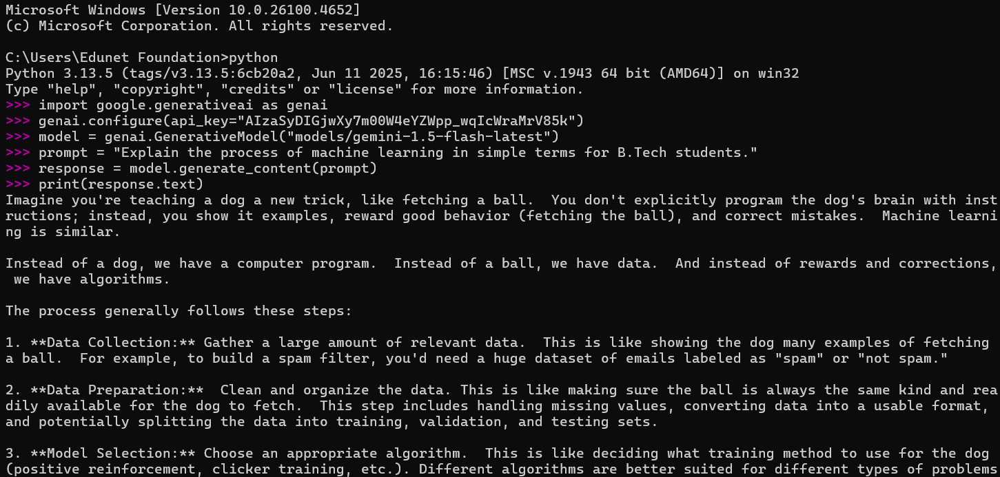 Microsoft Windows [Version 10.0.26100.4652]
(c) Microsoft Corporation. All rights reserved.
C:\Users\Edunet Foundation>python
Python 3.13.5 (tags/v3.13.5:6cb20a2, Jun 11 2025, 16:15:46) [MSC v.1943 64 bit (AMD64)] on win32
Type "help", "copyright", "credits" or "license" for more information.
>>> import google.generativeai as genai
>>> genai.configure(api_key="AIzaSyDIGjwXy7m00W4eYZWpp_wqIcWraMrV85k")
>>> model = genai.GenerativeModel("models/gemini-1.5-flash-latest")
>>> prompt = "Explain the process of machine learning in simple terms for B.Tech students."
>>> response = model.generate_content(prompt)
>>> print(response.text)
Imagine you're teaching a dog a new trick, like fetching a ball.  You don't explicitly program the dog's brain with inst
ructions; instead, you show it examples, reward good behavior (fetching the ball), and correct mistakes.  Machine learni
ng is similar.
Instead of a dog, we have a computer program.  Instead of a ball, we have data.  And instead of rewards and corrections,
 we have algorithms.
The process generally follows these steps:
1. **Data Collection:** Gather a large amount of relevant data.  This is like showing the dog many examples of fetching
a ball.  For example, to build a spam filter, you'd need a huge dataset of emails labeled as "spam" or "not spam."
2. **Data Preparation:**  Clean and organize the data. This is like making sure the ball is always the same kind and rea
dily available for the dog to fetch.  This step includes handling missing values, converting data into a usable format,
and potentially splitting the data into training, validation, and testing sets.
3. **Model Selection:** Choose an appropriate algorithm.  This is like deciding what training method to use for the dog
(positive reinforcement, clicker training, etc.). Different algorithms are better suited for different types of problems